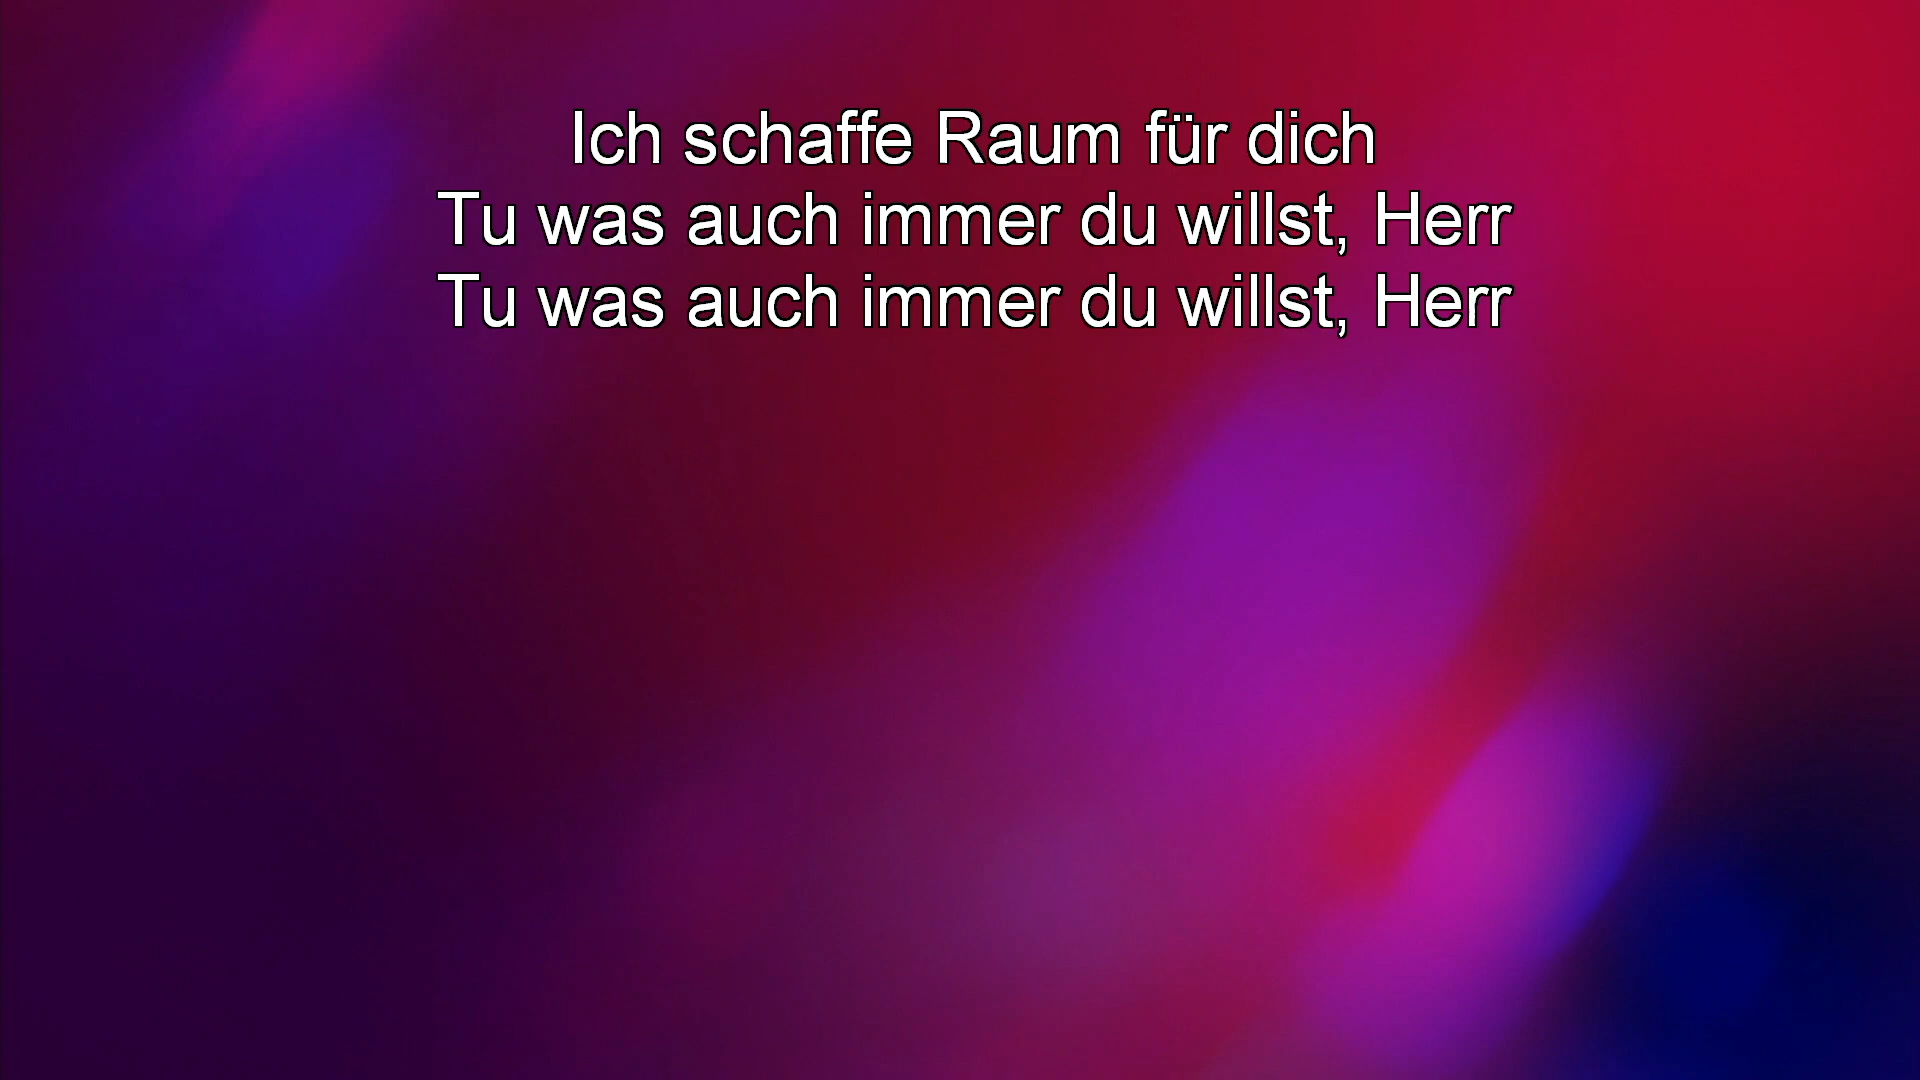 Ich schaffe Raum für dich
Tu was auch immer du willst, Herr
Tu was auch immer du willst, Herr